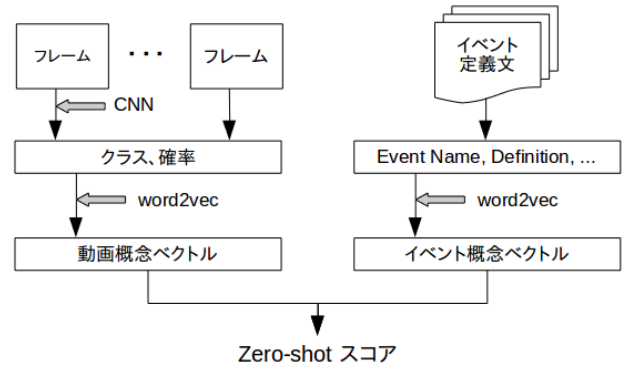 フレーム ・・・ フレーム
イベント
定義文
CNN
クラス、確率
Event Name, Definition, ...
word2vec
word2vec
動画概念ベクトル
イベント概念ベクトル
Zero-shot スコア